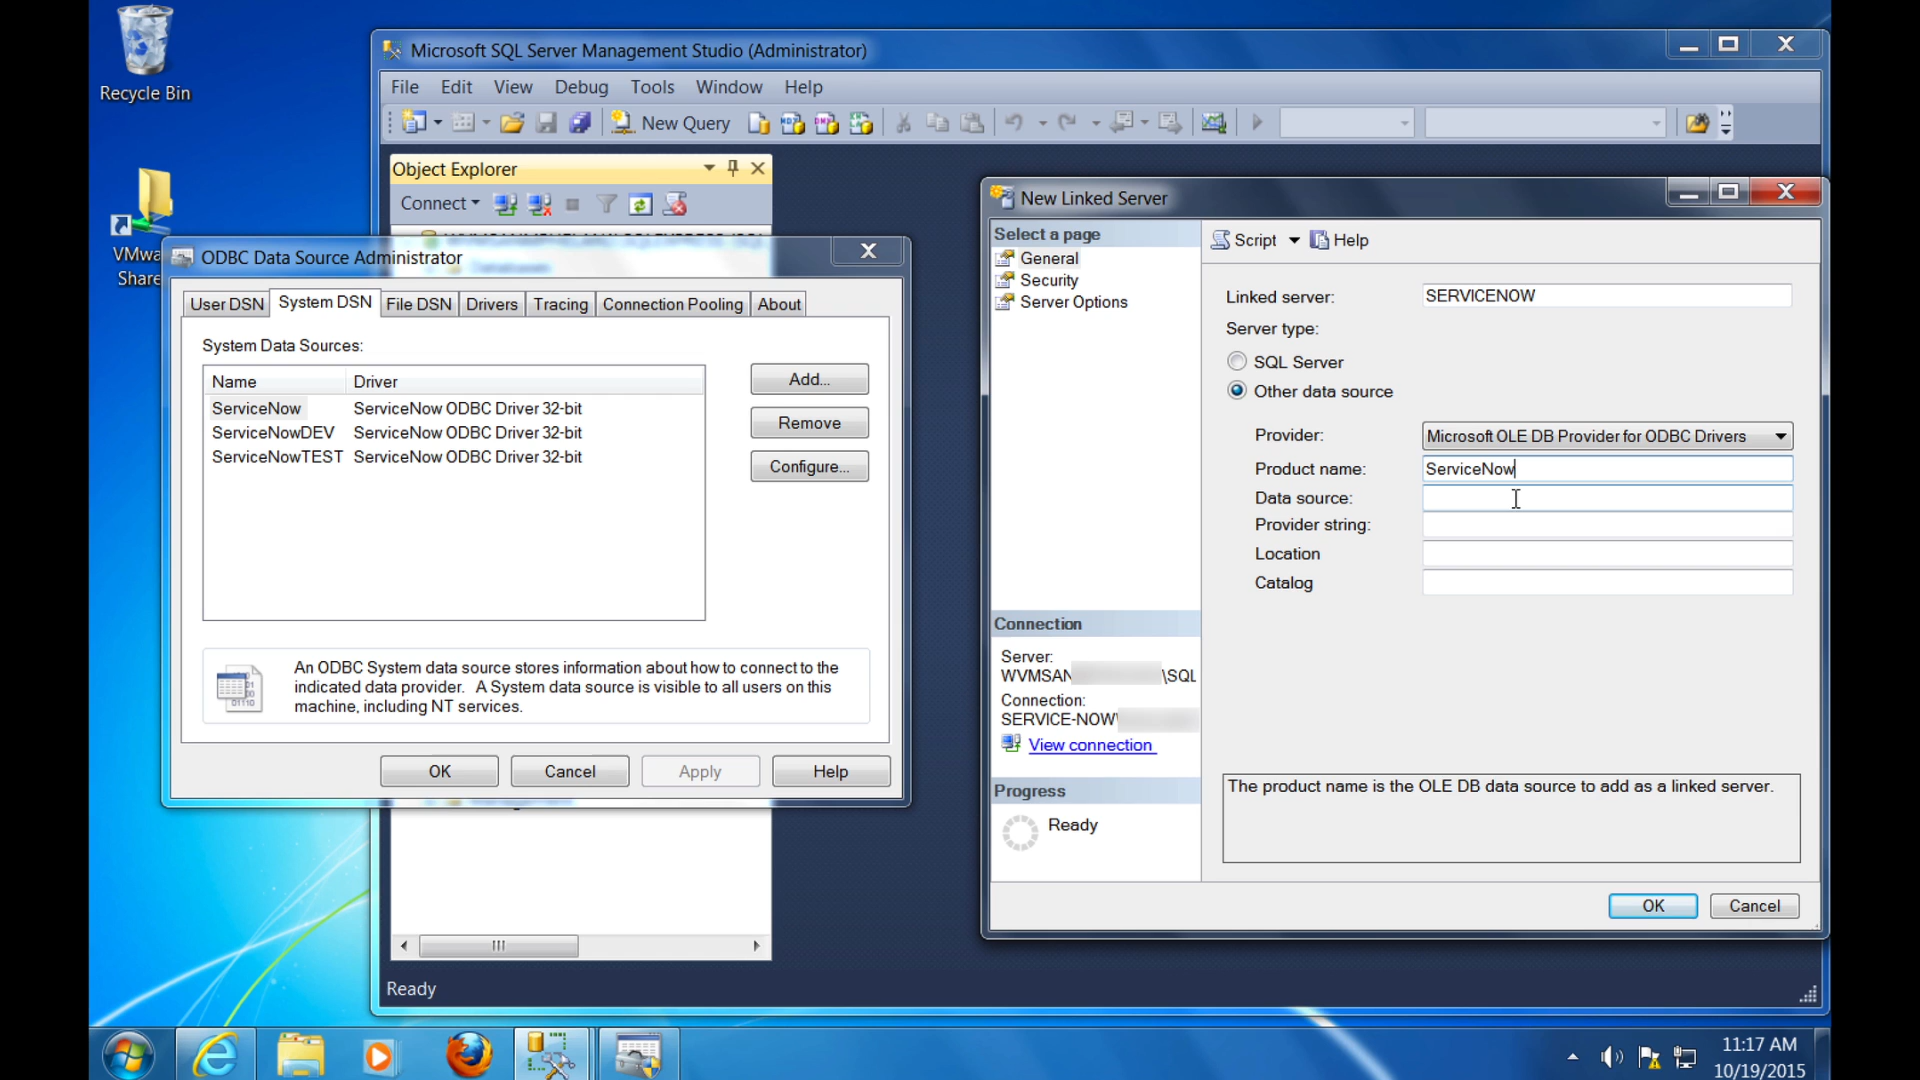 Recycle Bin
VMwa
Share
Microsoft SQL Server Management Studio (Administrator)
File Edit View Debug Tools Window Help
New Query
Object Explorer
Connect
ODBC Data Source Administrator
User DSN System DSN File DSN Drivers Tracing Connection Pooling About
System Data Sources:
Name Driver
ServiceNow ServiceNow ODBC Driver 32-bit
ServiceNowDEV ServiceNow ODBC Driver 32-bit
ServiceNowTEST ServiceNow ODBC Driver 32-bit
Add...
Remove
Configure...
An ODBC System data source stores information about how to connect to the
indicated data provider. A System data source is visible to all users on this
machine, including NT services.
OK Cancel Apply Help
Ready
New Linked Server
Select a page
General
Security
Server Options
Script Help
Linked server: SERVICENOW
Server type:
SQL Server
Other data source
Provider: Microsoft OLE DB Provider for ODBC Drivers
Product name: ServiceNow
Data source:
Provider string:
Location
Catalog
Connection
Server:
WVMSAN \SQL
Connection:
SERVICE-NOW\
View connection
Progress
Ready
The product name is the OLE DB data source to add as a linked server.
OK Cancel
11:17 AM
10/19/2015